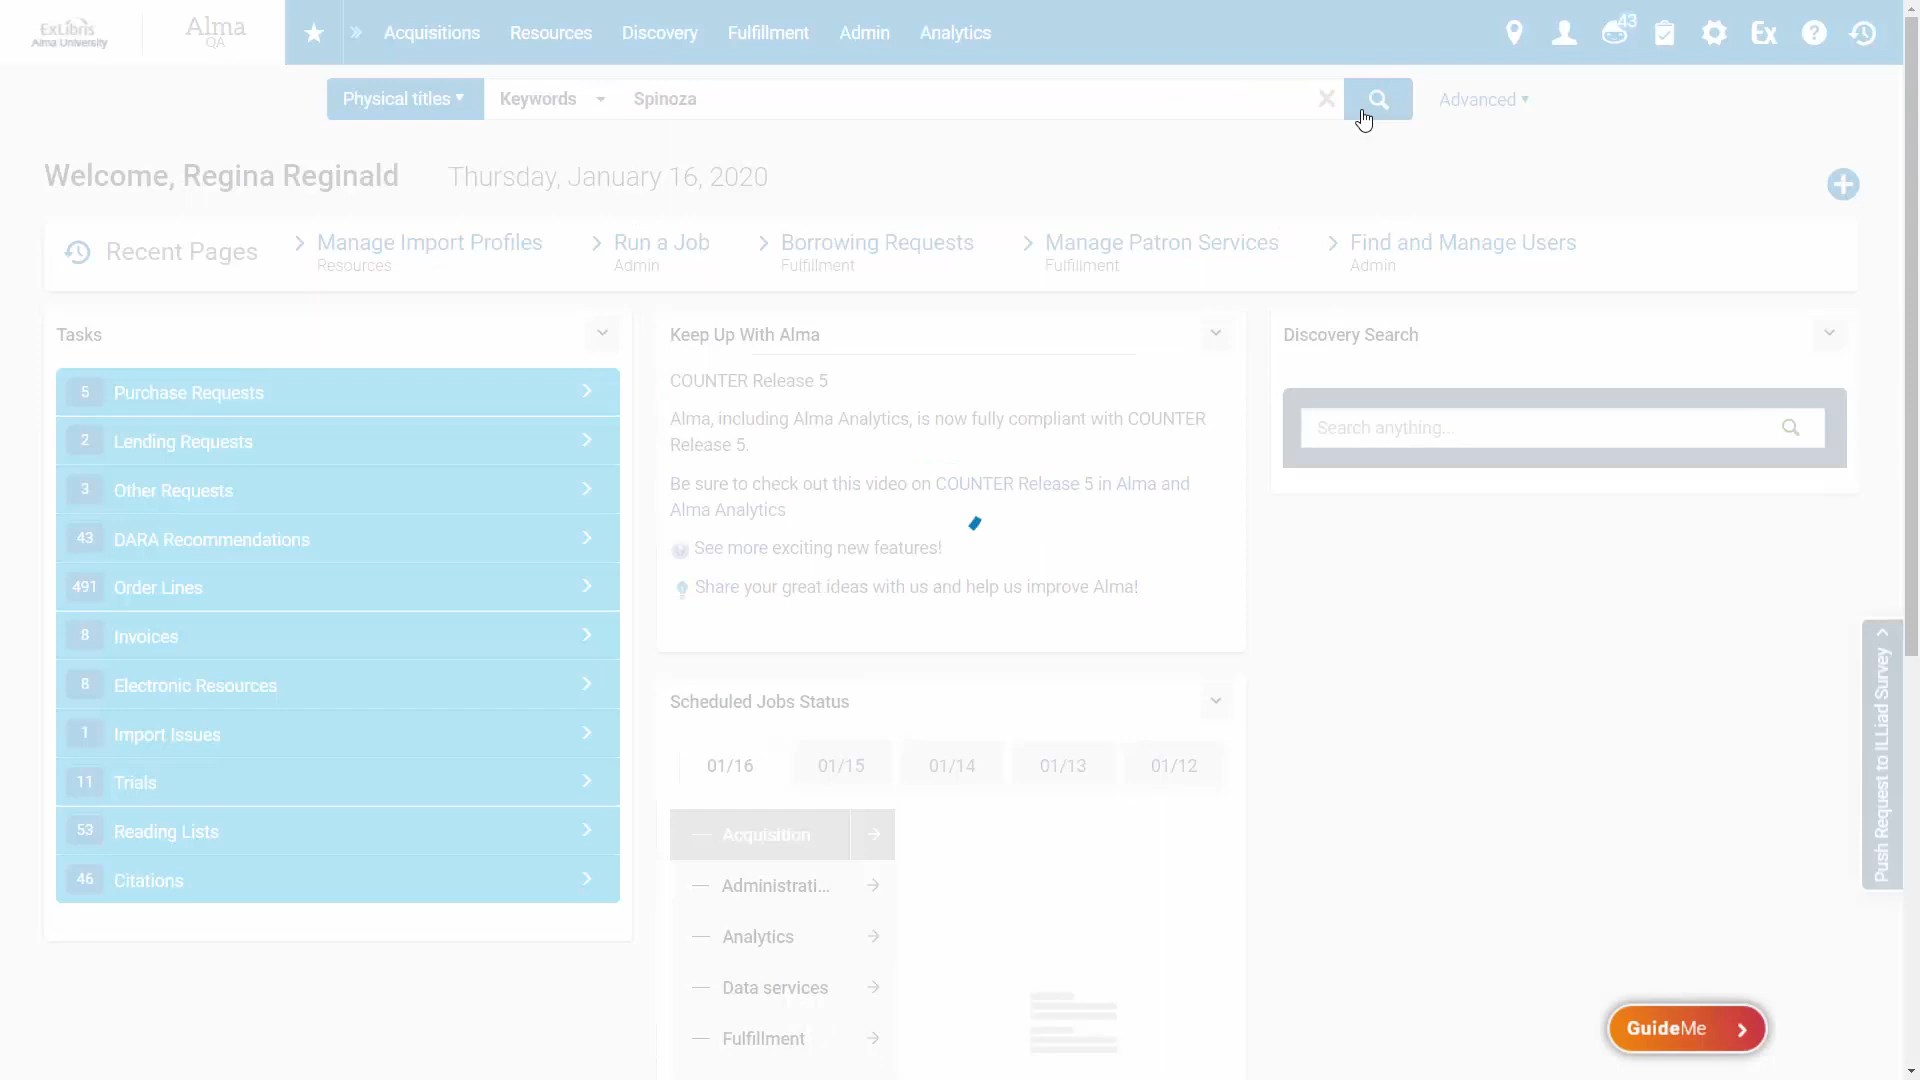 ExLibris
Alma University
Alma
QA
Acquisitions
Resources
Discovery
Fulfillment
Admin
Analytics
43
Ex
?
Physical titles
Keywords
Spinoza
Advanced
Welcome, Regina Reginald
Thursday, January 16, 2020
Recent Pages
Manage Import Profiles
Resources
Run a Job
Admin
Borrowing Requests
Fulfillment
Manage Patron Services
Fulfillment
Find and Manage Users
Admin
Tasks
5 Purchase Requests
2 Lending Requests
3 Other Requests
43 DARA Recommendations
491 Order Lines
8 Invoices
8 Electronic Resources
1 Import Issues
11 Trials
53 Reading Lists
46 Citations
Keep Up With Alma
COUNTER Release 5
Alma, including Alma Analytics, is now fully compliant with COUNTER
Release 5.
Be sure to check out this video on COUNTER Release 5 in Alma and
Alma Analytics
See more exciting new features!
Share your great ideas with us and help us improve Alma!
Scheduled Jobs Status
01/16
01/15
01/14
01/13
01/12
Acquisition
Administrati...
Analytics
Data services
Fulfillment
Discovery Search
Search anything...
Push Request to ILLiad Survey
GuideMe